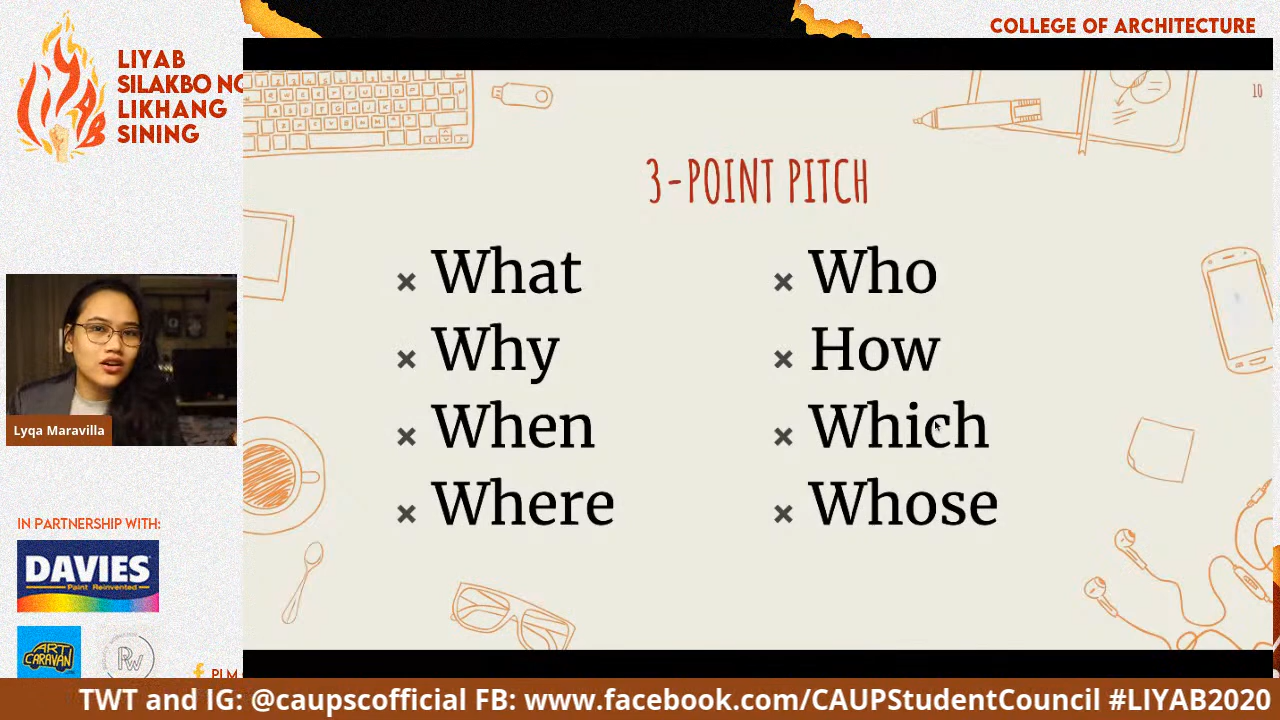 COLLEGE OF ARCHITECTURE
LIYAB
SILAKBO NG
LIKHANG
SINING
10
3-POINT PITCH
× What
× Why
× When
× Where
× Who
× How
× Which
× Whose
Lyqa Maravilla
IN PARTNERSHIP WITH:
DAVIES
Paint Reinvented
ART
CARAVAN
PW
PLM
TWT and IG: @caupscofficial FB: www.facebook.com/CAUPStudentCouncil #LIYAB2020